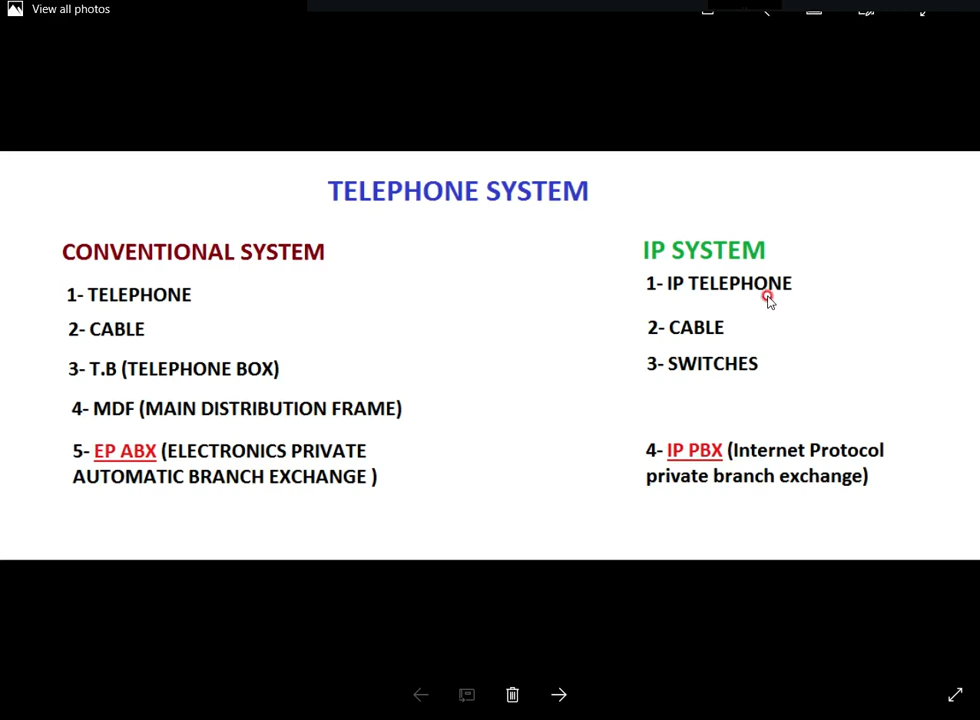 View all photos
TELEPHONE SYSTEM
CONVENTIONAL SYSTEM
1- TELEPHONE
2- CABLE
3- T.B (TELEPHONE BOX)
4- MDF (MAIN DISTRIBUTION FRAME)
5- EP ABX (ELECTRONICS PRIVATE
AUTOMATIC BRANCH EXCHANGE )
IP SYSTEM
1- IP TELEPHONE
2- CABLE
3- SWITCHES
4- IP PBX (Internet Protocol
private branch exchange)